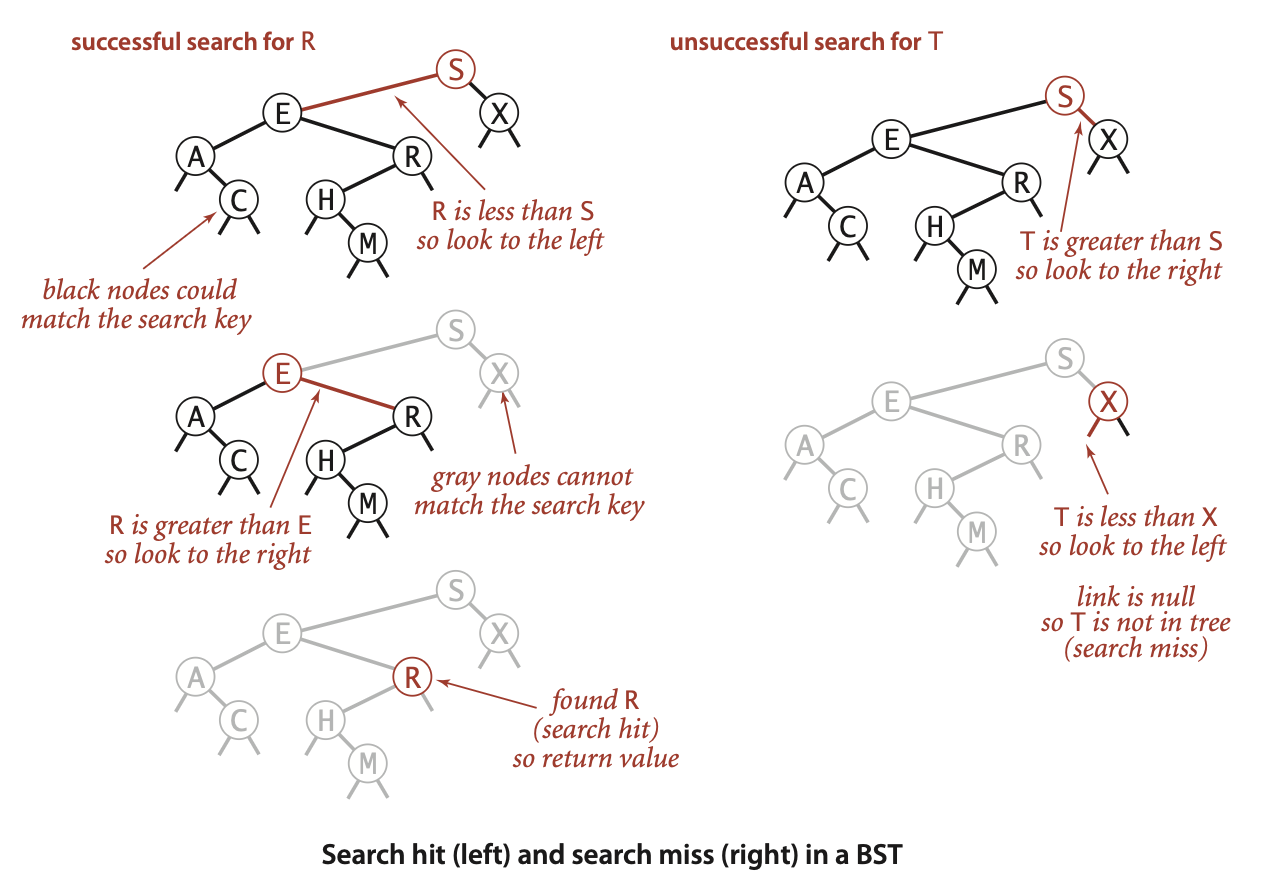 successful search for R
S
E
X
A
R
C
H
M
R is less than S
so look to the left
black nodes could
match the search key
S
E
X
A
R
C
H
M
gray nodes cannot
match the search key
R is greater than E
so look to the right
S
E
X
A
R
C
H
M
found R
(search hit)
so return value
unsuccessful search for T
S
E
X
A
R
C
H
M
T is greater than S
so look to the right
S
E
X
A
R
C
H
M
T is less than X
so look to the left
link is null
so T is not in tree
(search miss)
Search hit (left) and search miss (right) in a BST